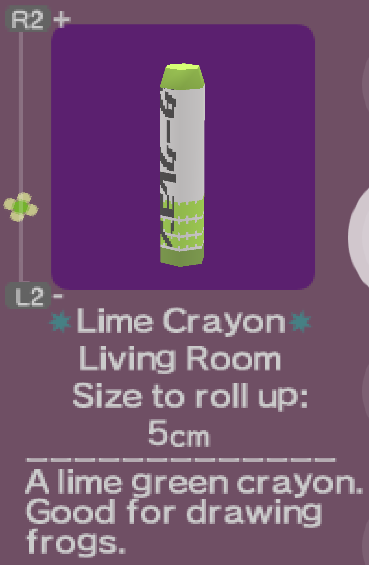 R2 +
L2 -
Lime Crayon
Living Room
Size to roll up:
5cm
A lime green crayon.
Good for drawing
frogs.